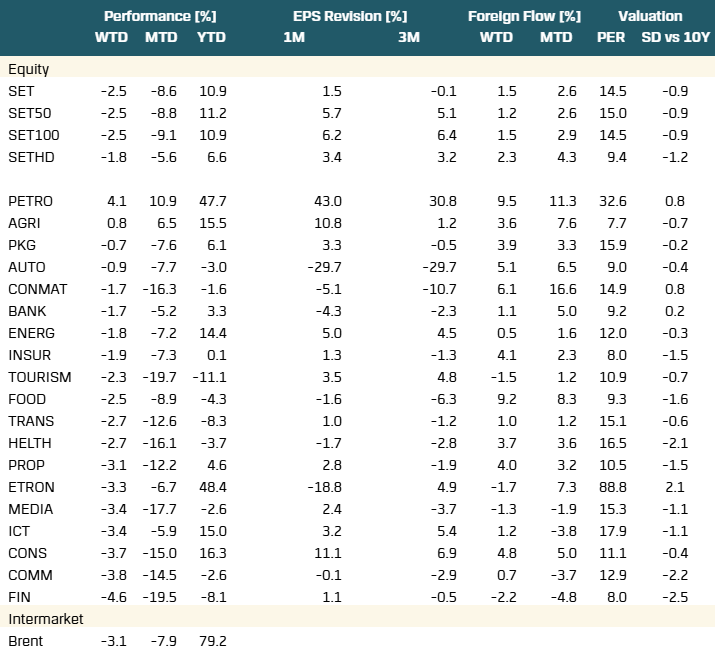 Performance [%] EPS Revision [%] Foreign Flow [%] Valuation
WTD MTD YTD 1M 3M WTD MTD PER SD vs 10Y
Equity
SET -2.5 -8.6 10.9 1.5 -0.1 1.5 2.6 14.5 -0.9
SET50 -2.5 -8.8 11.2 5.7 5.1 1.2 2.6 15.0 -0.9
SET100 -2.5 -9.1 10.9 6.2 6.4 1.5 2.9 14.5 -0.9
SETHD -1.8 -5.6 6.6 3.4 3.2 2.3 4.3 9.4 -1.2
PETRO 4.1 10.9 47.7 43.0 30.8 9.5 11.3 32.6 0.8
AGRI 0.8 6.5 15.5 10.8 1.2 3.6 7.6 7.7 -0.7
PKG -0.7 -7.6 6.1 3.3 -0.5 3.9 3.3 15.9 -0.2
AUTO -0.9 -7.7 -3.0 -29.7 -29.7 5.1 6.5 9.0 -0.4
CONMAT -1.7 -16.3 -1.6 -5.1 -10.7 6.1 16.6 14.9 0.8
BANK -1.7 -5.2 3.3 -4.3 -2.3 1.1 5.0 9.2 0.2
ENERG -1.8 -7.2 14.4 5.0 4.5 0.5 1.6 12.0 -0.3
INSUR -1.9 -7.3 0.1 1.3 -1.3 4.1 2.3 8.0 -1.5
TOURISM -2.3 -19.7 -11.1 3.5 4.8 -1.5 1.2 10.9 -0.7
FOOD -2.5 -8.9 -4.3 -1.6 -6.3 9.2 8.3 9.3 -1.6
TRANS -2.7 -12.6 -8.3 1.0 -1.2 1.0 1.2 15.1 -0.6
HELTH -2.7 -16.1 -3.7 -1.7 -2.8 3.7 3.6 16.5 -2.1
PROP -3.1 -12.2 4.6 2.8 -1.9 4.0 3.2 10.5 -1.5
ETRON -3.3 -6.7 48.4 -18.8 4.9 -1.7 7.3 88.8 2.1
MEDIA -3.4 -17.7 -2.6 2.4 -3.7 -1.3 -1.9 15.3 -1.1
ICT -3.4 -5.9 15.0 3.2 5.4 1.2 -3.8 17.9 -1.1
CONS -3.7 -15.0 16.3 11.1 6.9 4.8 5.0 11.1 -0.4
COMM -3.8 -14.5 -2.6 -0.1 -2.9 0.7 -3.7 12.9 -2.2
FIN -4.6 -19.5 -8.1 1.1 -0.5 -2.2 -4.8 8.0 -2.5
Intermarket
Brent -3.1 -7.9 79.2